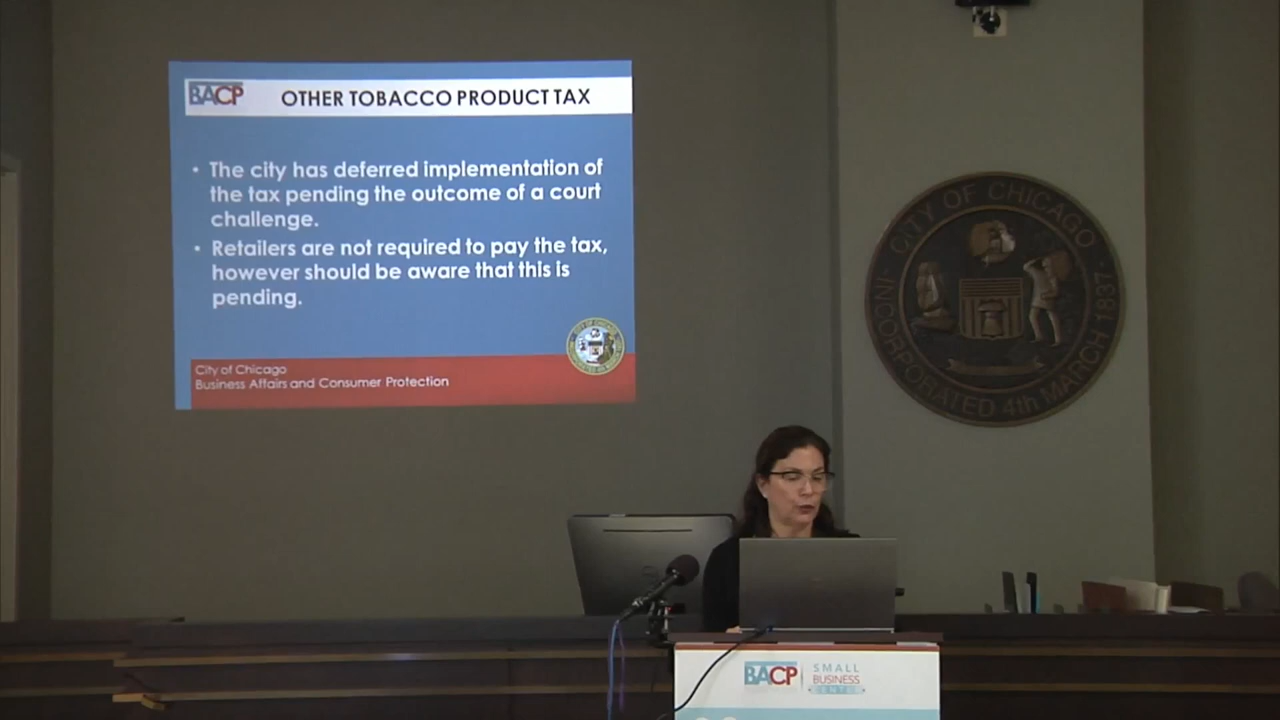 BACP
OTHER TOBACCO PRODUCT TAX
• The city has deferred implementation of
the tax pending the outcome of a court
challenge.
• Retailers are not required to pay the tax,
however should be aware that this is
pending.
City of Chicago
Business Affairs and Consumer Protection
CITY OF CHICAGO
INCORPORATED 4th MARCH 1837
BACP
SMALL
BUSINESS
CENTER